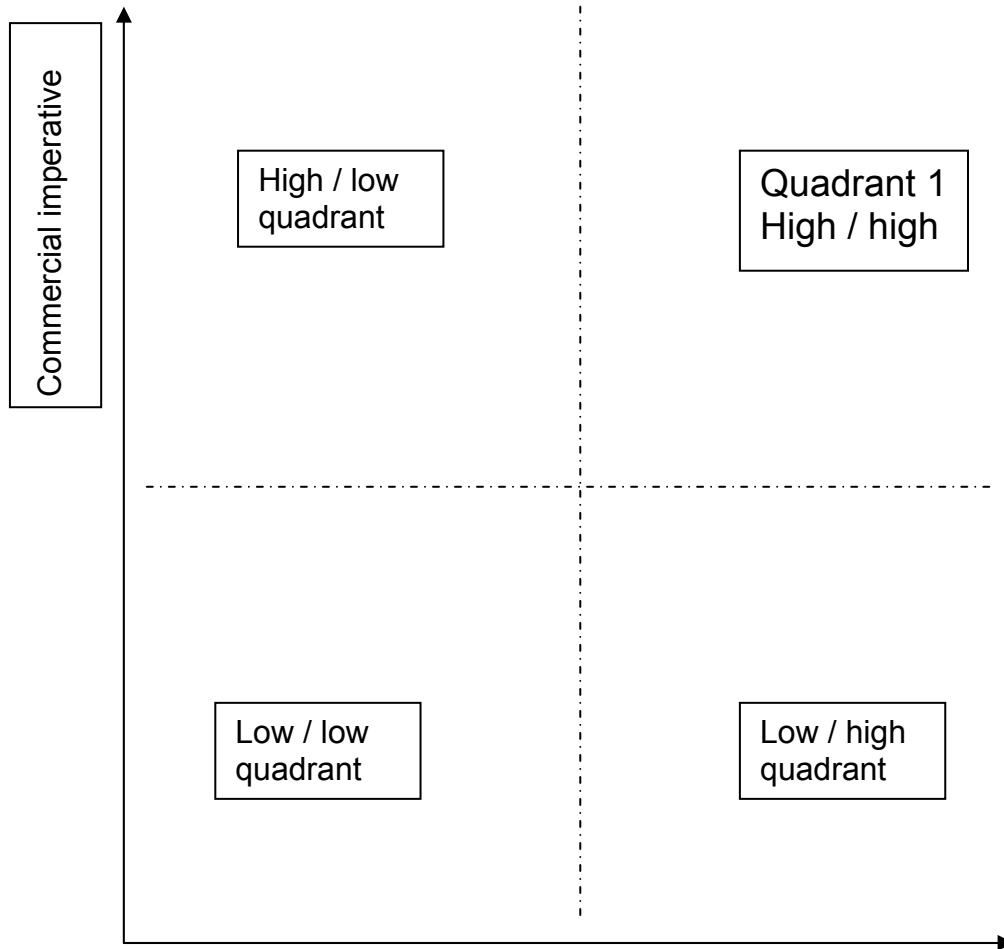 Commercial imperative
High / low
quadrant
Quadrant 1
High / high
Low / low
quadrant
Low / high
quadrant